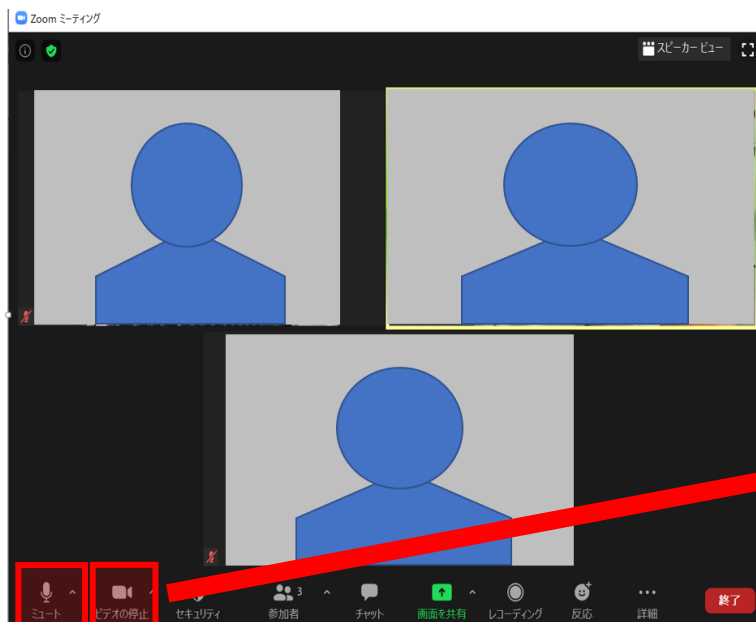 Zoom ミーティング
スピーカー ビュー
ミュート
ビデオの停止
セキュリティ
参加者
3
チャット
画面を共有
レコーディング
反応
詳細
終了